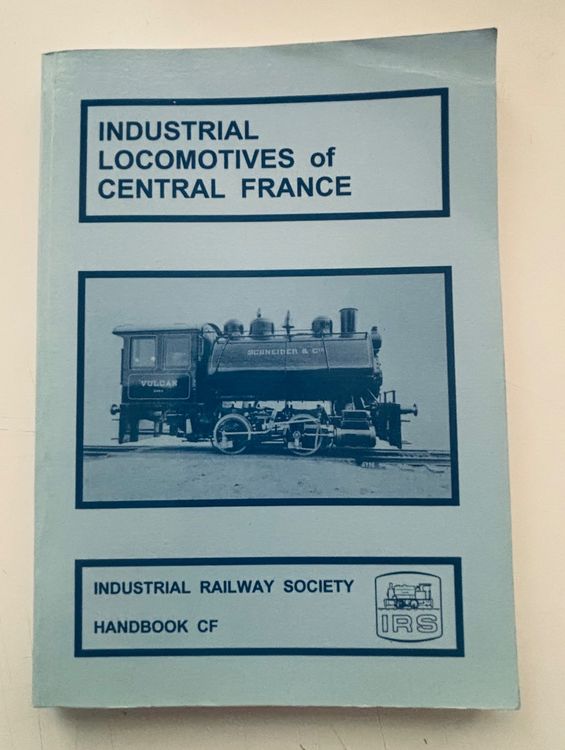 INDUSTRIAL
LOCOMOTIVES of
CENTRAL FRANCE
SCHNEIDER & Cie
VULCAN
INDUSTRIAL RAILWAY SOCIETY
HANDBOOK CF
IRS